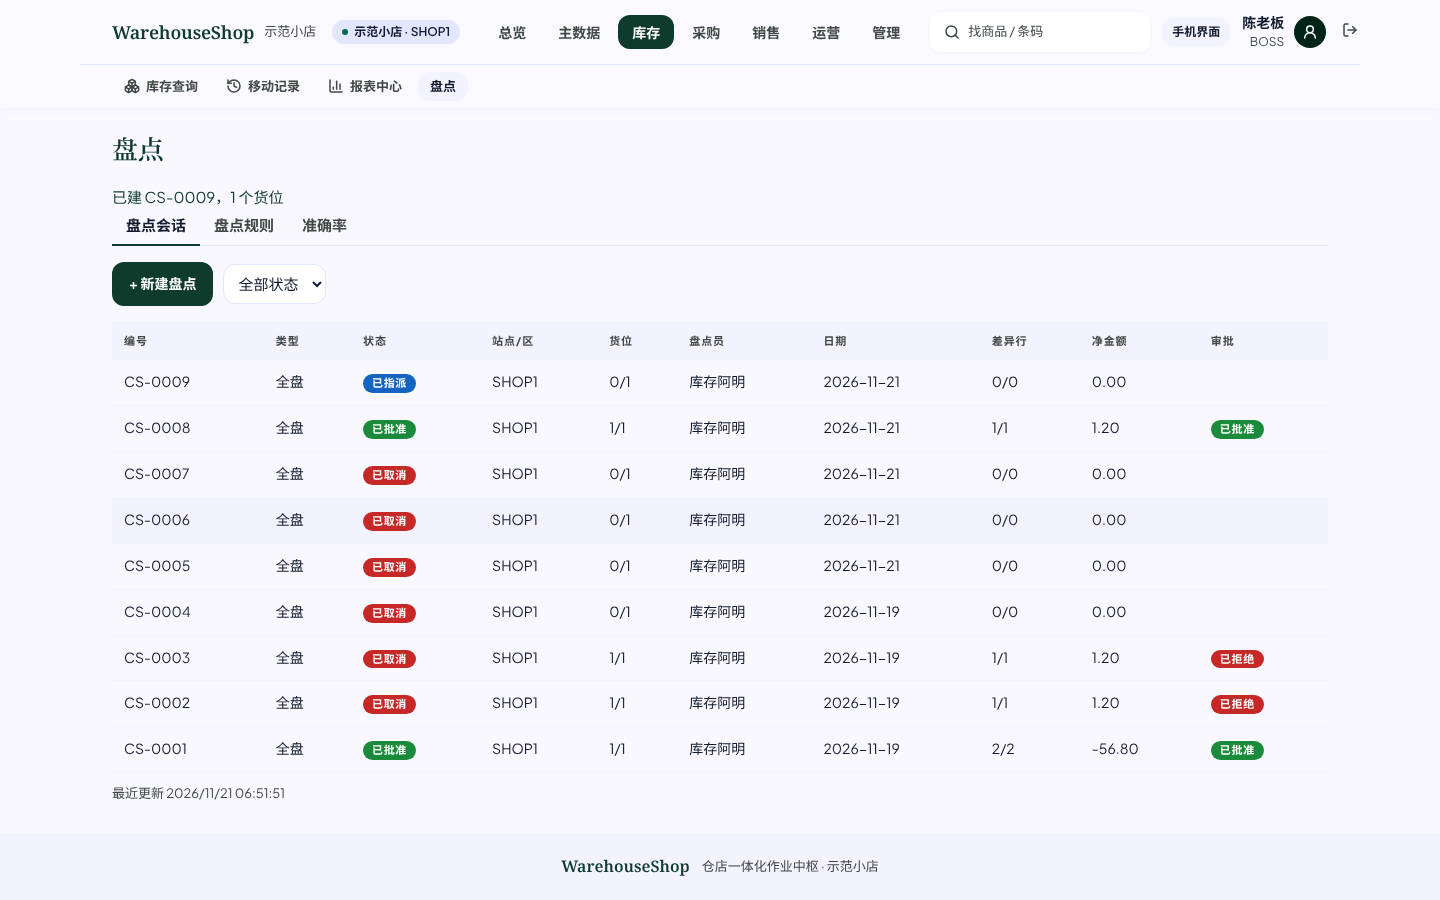 WarehouseShop 示范小店 示范小店 · SHOP1 总览 主数据 库存 采购 销售 运营 管理 找商品 / 条码 手机界面 陈老板
BOSS
库存查询 移动记录 报表中心 盘点
盘点
已建 CS-0009，1 个货位
盘点会话 盘点规则 准确率
+ 新建盘点 全部状态
编号 类型 状态 站点/区 货位 盘点员 日期 差异行 净金额 审批
CS-0009 全盘 已指派 SHOP1 0/1 库存阿明 2026-11-21 0/0 0.00
CS-0008 全盘 已批准 SHOP1 1/1 库存阿明 2026-11-21 1/1 1.20 已批准
CS-0007 全盘 已取消 SHOP1 0/1 库存阿明 2026-11-21 0/0 0.00
CS-0006 全盘 已取消 SHOP1 0/1 库存阿明 2026-11-21 0/0 0.00
CS-0005 全盘 已取消 SHOP1 0/1 库存阿明 2026-11-21 0/0 0.00
CS-0004 全盘 已取消 SHOP1 0/1 库存阿明 2026-11-19 0/0 0.00
CS-0003 全盘 已取消 SHOP1 1/1 库存阿明 2026-11-19 1/1 1.20 已拒绝
CS-0002 全盘 已取消 SHOP1 1/1 库存阿明 2026-11-19 1/1 1.20 已拒绝
CS-0001 全盘 已批准 SHOP1 1/1 库存阿明 2026-11-19 2/2 -56.80 已批准
最近更新 2026/11/21 06:51:51
WarehouseShop 仓店一体化作业中枢 · 示范小店